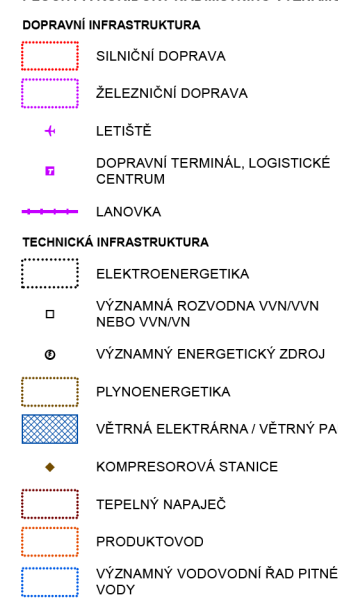 DOPRAVNÍ INFRASTRUKTURA
SILNIČNÍ DOPRAVA
ŽELEZNIČNÍ DOPRAVA
LETIŠTĚ
T
DOPRAVNÍ TERMINÁL, LOGISTICKÉ
CENTRUM
LANOVKA
TECHNICKÁ INFRASTRUKTURA
ELEKTROENERGETIKA
VÝZNAMNÁ ROZVODNA VVN/VVN
NEBO VVN/VN
VÝZNAMNÝ ENERGETICKÝ ZDROJ
PLYNOENERGETIKA
VĚTRNÁ ELEKTRÁRNA / VĚTRNÝ PA
KOMPRESOROVÁ STANICE
TEPELNÝ NAPAJEČ
PRODUKTOVOD
VÝZNAMNÝ VODOVODNÍ ŘAD PITNÉ
VODY